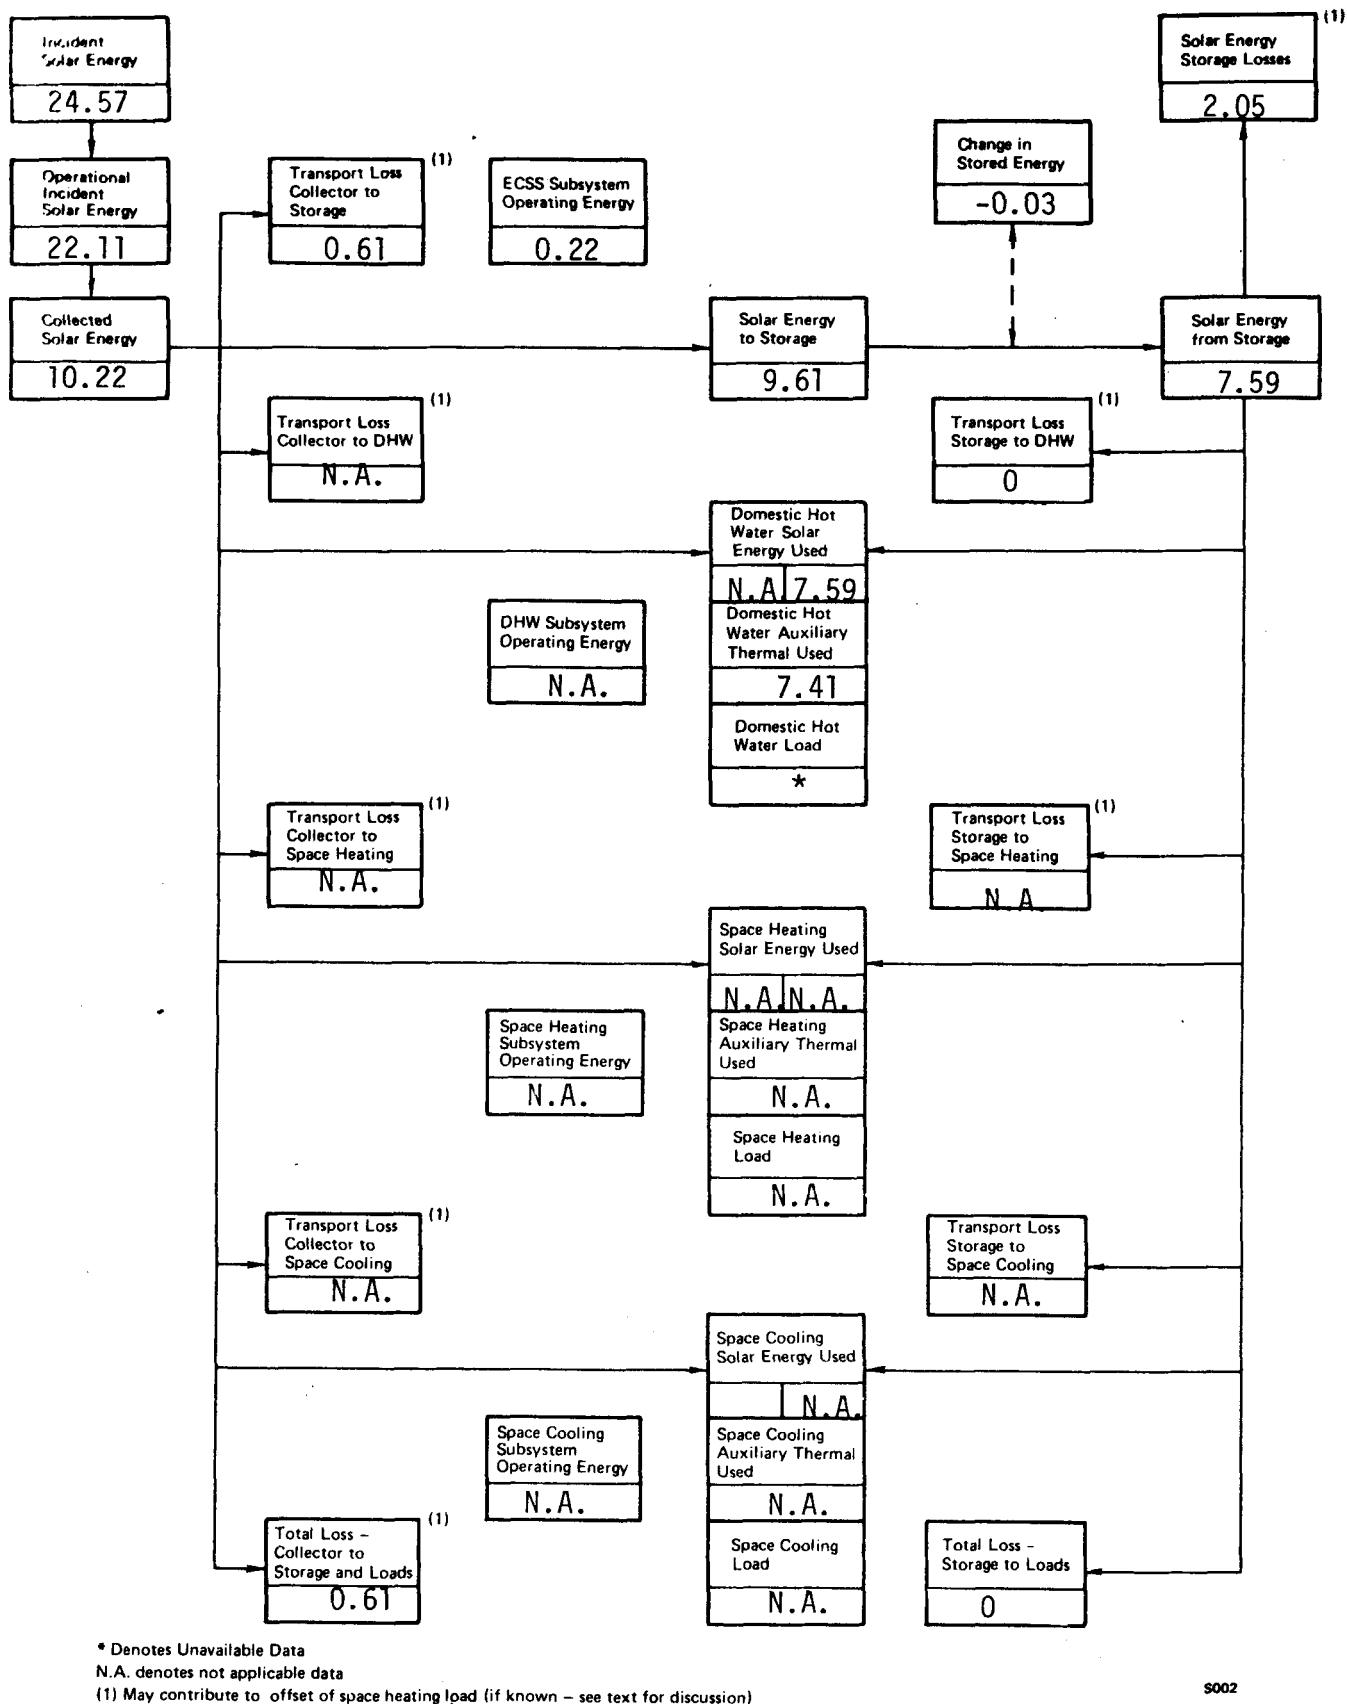 Incident
Solar Energy
24.57
(1)
Solar Energy
Storage Losses
2.05
Operational
Incident
Solar Energy
22.11
Transport Loss
Collector to
Storage
0.61
(1)
ECSS Subsystem
Operating Energy
0.22
Change in
Stored Energy
-0.03
Collected
Solar Energy
10.22
Solar Energy
to Storage
9.61
Solar Energy
from Storage
7.59
Transport Loss
Collector to DHW
N.A.
(1)
Transport Loss
Storage to DHW
0
(1)
Domestic Hot
Water Solar
Energy Used
N.A. 7.59
DHW Subsystem
Operating Energy
N.A.
Domestic Hot
Water Auxiliary
Thermal Used
7.41
Domestic Hot
Water Load
*
Transport Loss
Collector to
Space Heating
N.A.
(1)
Transport Loss
Storage to
Space Heating
N A
(1)
Space Heating
Solar Energy Used
N.A. N.A.
Space Heating
Subsystem
Operating Energy
N.A.
Space Heating
Auxiliary Thermal
Used
N.A.
Space Heating
Load
N.A.
Transport Loss
Collector to
Space Cooling
N.A.
(1)
Transport Loss
Storage to
Space Cooling
N.A.
Space Cooling
Solar Energy Used
N.A.
Space Cooling
Subsystem
Operating Energy
N.A.
Space Cooling
Auxiliary Thermal
Used
N.A.
Total Loss –
Collector to
Storage and Loads
0.61
(1)
Space Cooling
Load
N.A.
Total Loss –
Storage to Loads
0
* Denotes Unavailable Data
N.A. denotes not applicable data
(1) May contribute to offset of space heating load (if known – see text for discussion)
S002